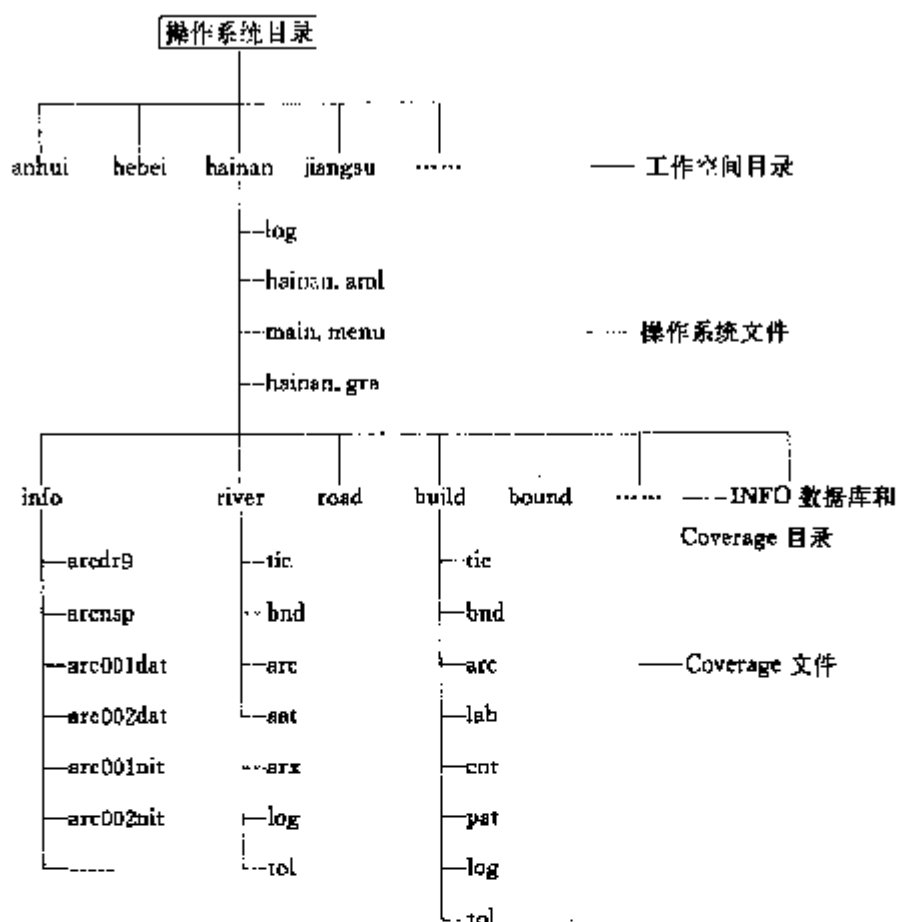 操作系统目录
anhui hebei hainan jiangsu …… 工作空间目录
log
hainan.aml
main.menu 操作系统文件
hainan.gra
info river road build bound …… INFO 数据库和
Coverage 目录
arcdr9 tic tic
arcnsp bnd bnd
arc001dat arc arc Coverage 文件
arc002dat aat lab
arc001nit arx cnt
arc002nit log pat
tol log
tol